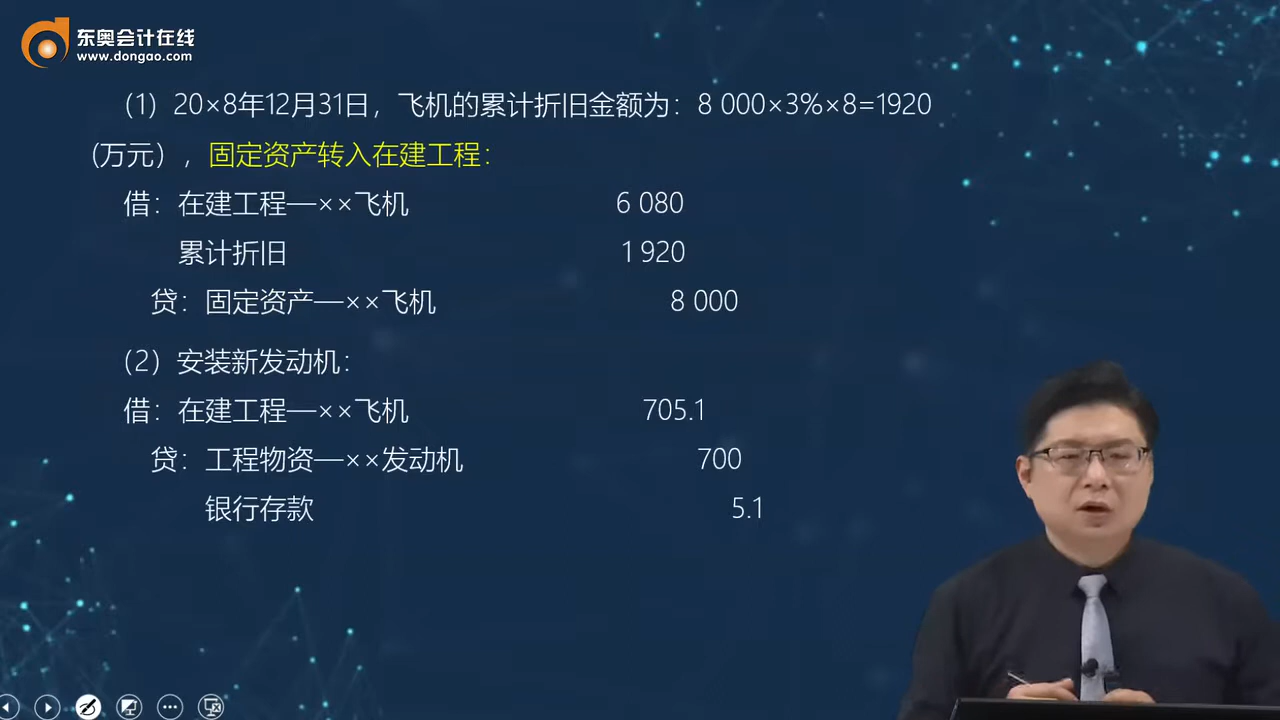 东奥会计在线
www.dongao.com
（1）20×8年12月31日，飞机的累计折旧金额为：8 000×3%×8=1920
(万元），固定资产转入在建工程：
借：在建工程—××飞机 6 080
累计折旧 1 920
贷：固定资产—××飞机 8 000
（2）安装新发动机：
借：在建工程—××飞机 705.1
贷：工程物资—××发动机 700
银行存款 5.1